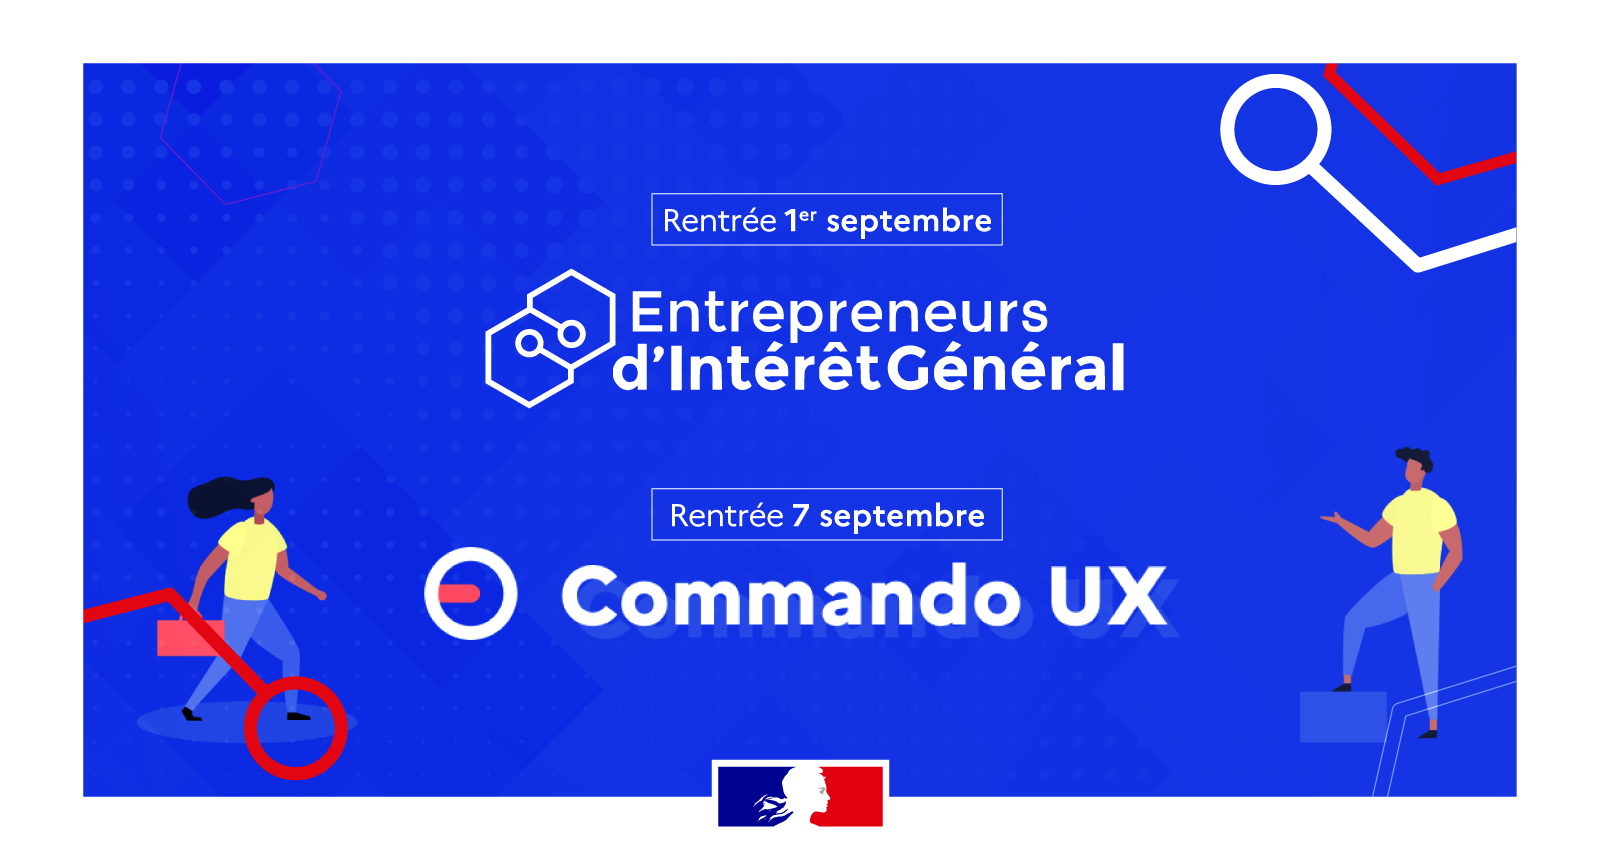 Rentrée 1er septembre
Entrepreneurs
d'Intérêt Général
Rentrée 7 septembre
Commando UX